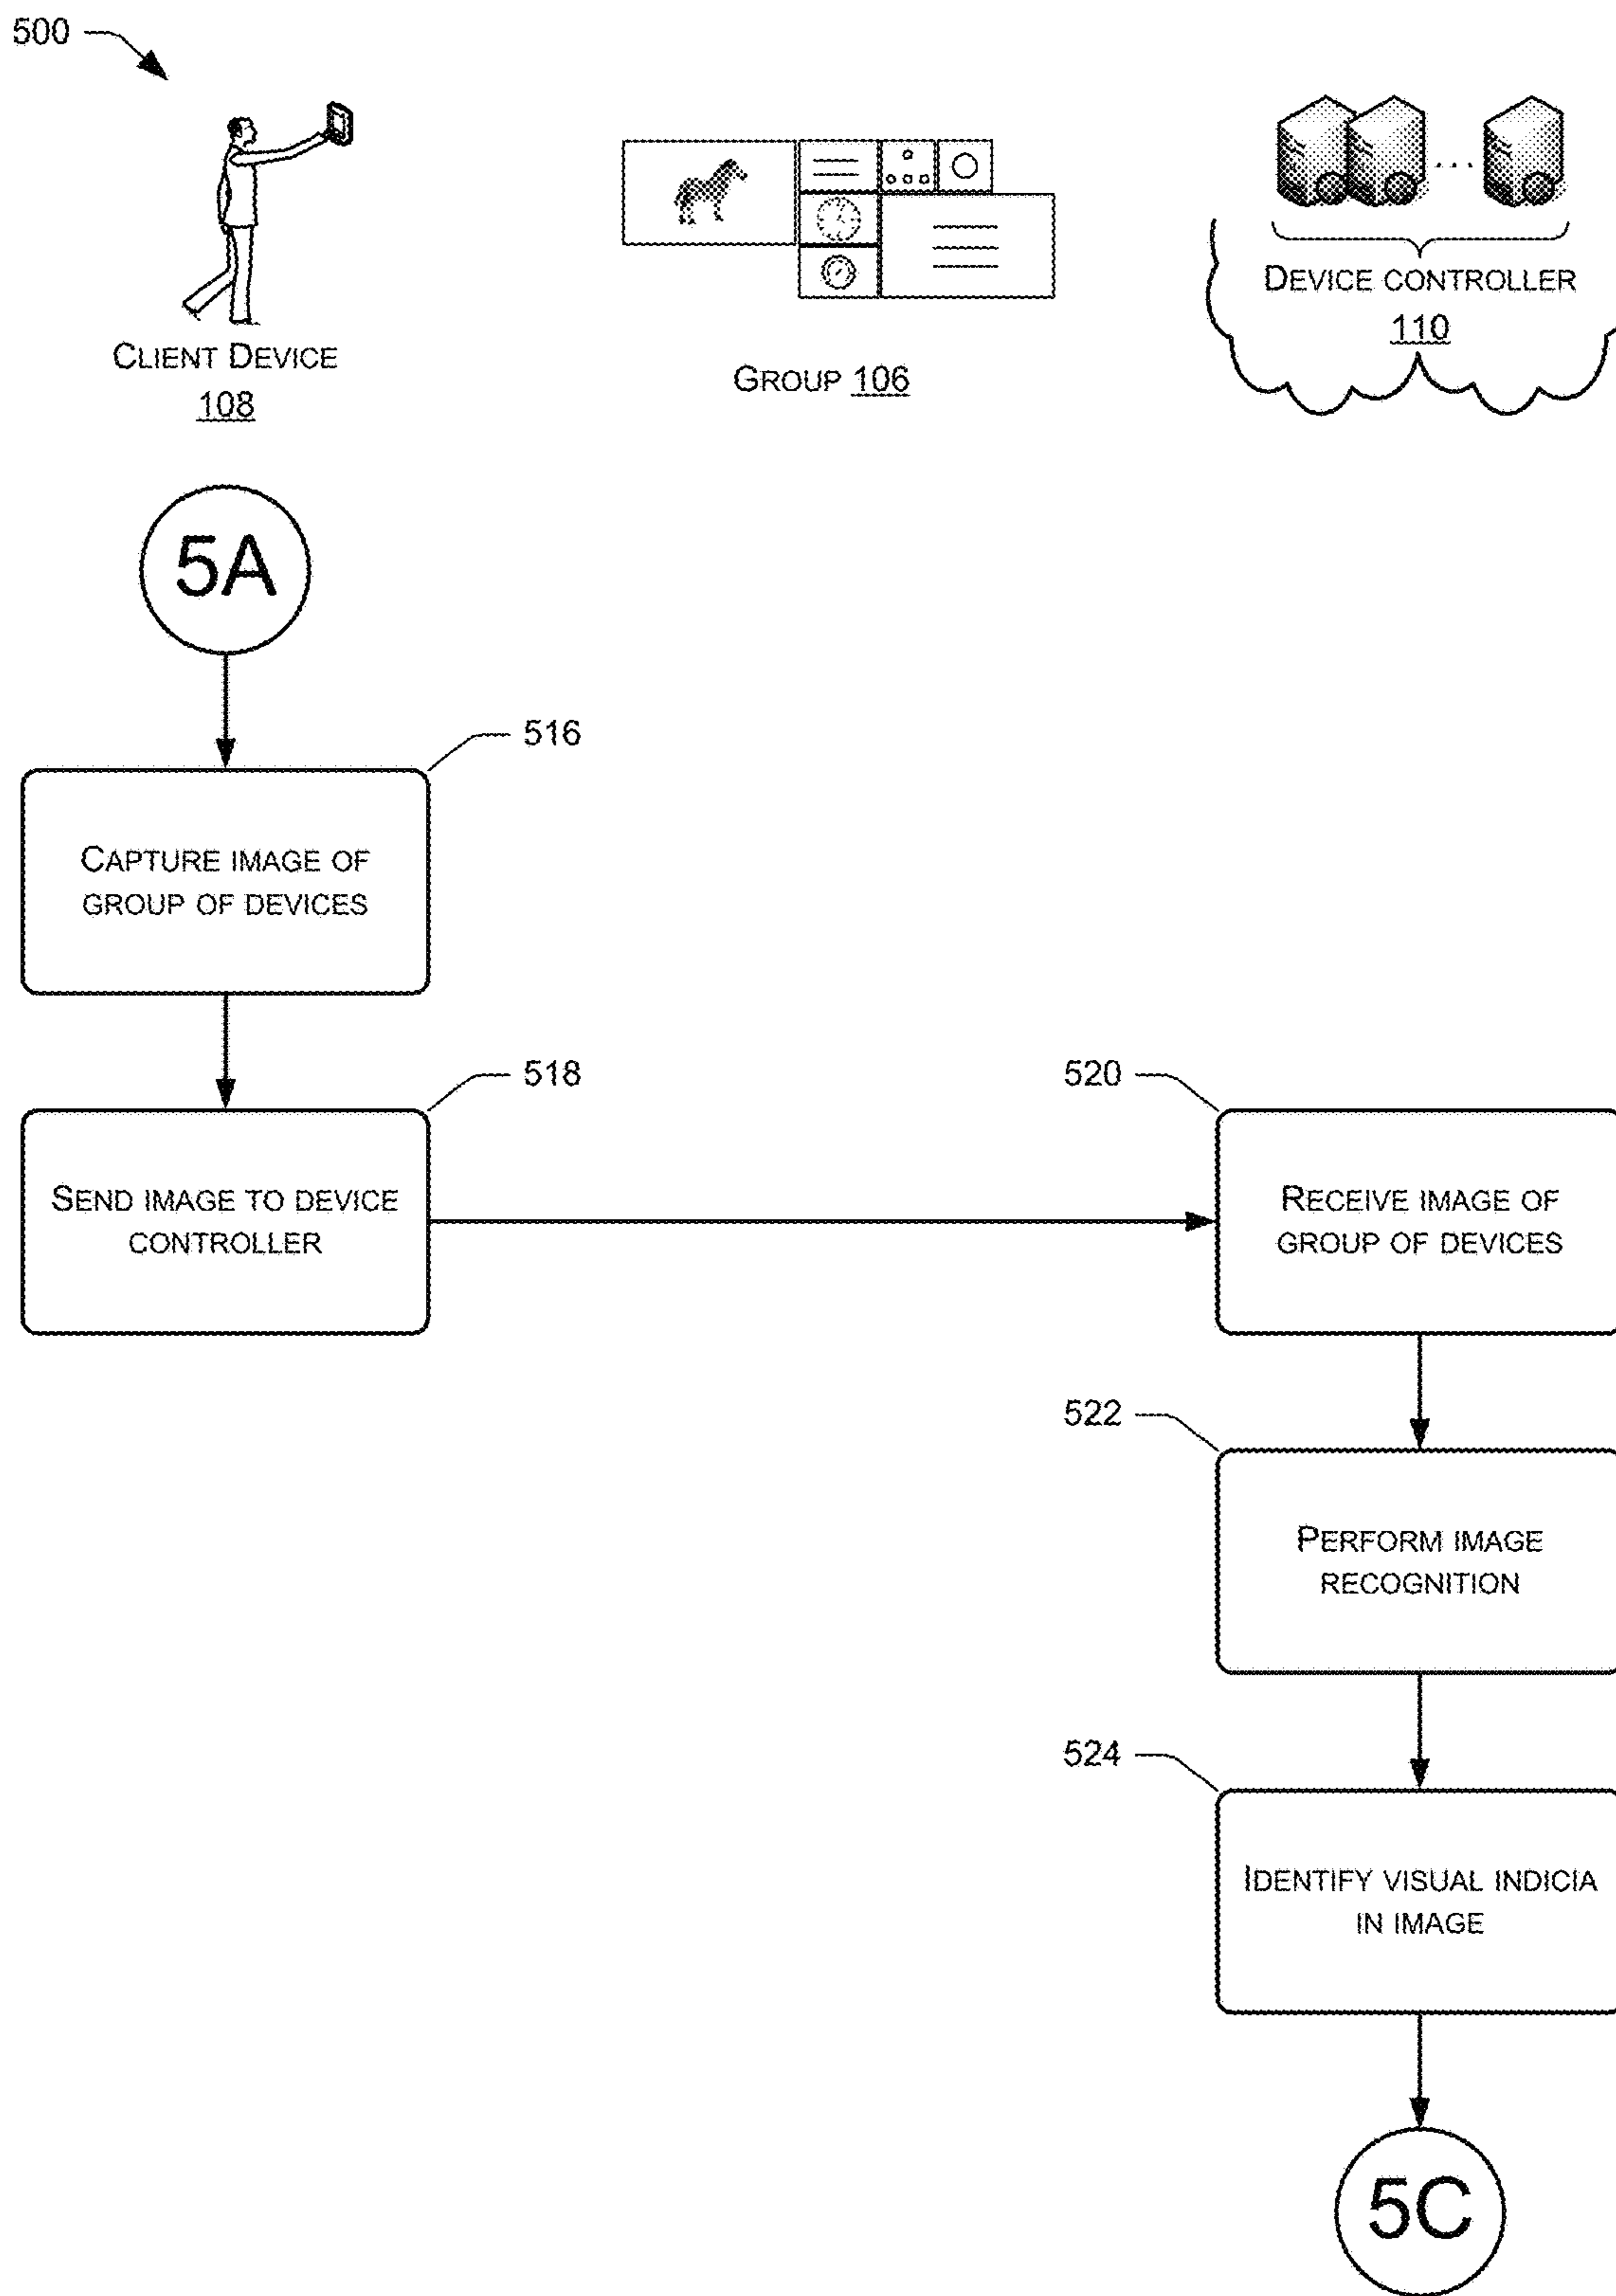 500
CLIENT DEVICE
108
GROUP 106
DEVICE CONTROLLER
110
5A
516
CAPTURE IMAGE OF
GROUP OF DEVICES
518
SEND IMAGE TO DEVICE
CONTROLLER
520
RECEIVE IMAGE OF
GROUP OF DEVICES
522
PERFORM IMAGE
RECOGNITION
524
IDENTIFY VISUAL INDICIA
IN IMAGE
5C